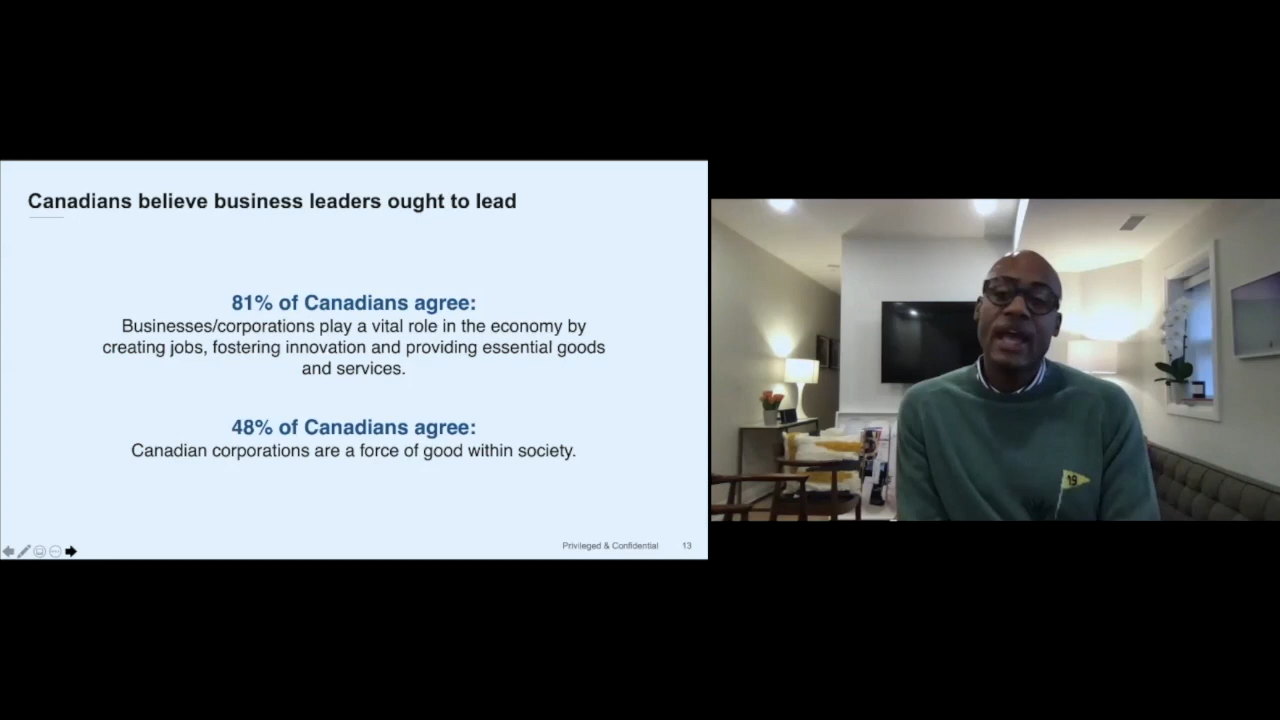 Canadians believe business leaders ought to lead
81% of Canadians agree:
Businesses/corporations play a vital role in the economy by
creating jobs, fostering innovation and providing essential goods
and services.
48% of Canadians agree:
Canadian corporations are a force of good within society.
Privileged & Confidential 13
19